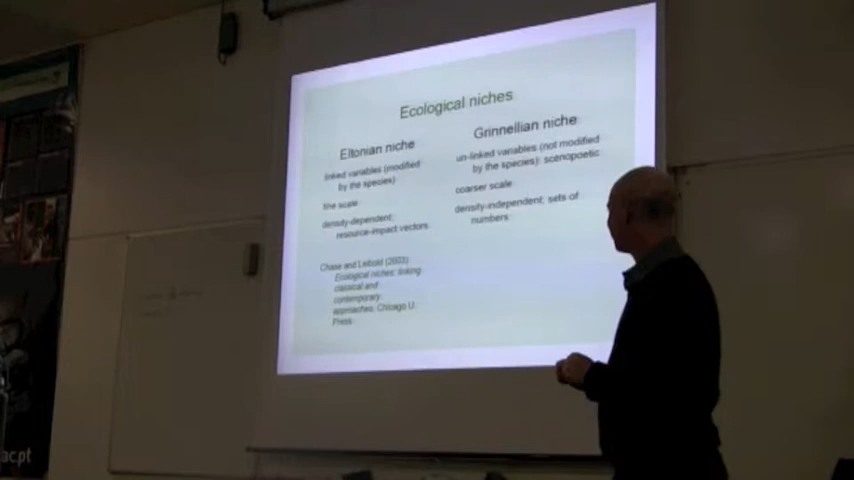 Ecological niches
Eltonian niche
linked variables (modified
by the species)
fine scale
density-dependent;
resource-impact vectors
Chase and Leibold (2003)
Ecological niches: linking
classical and
contemporary
approaches; Chicago U.
Press
Grinnellian niche
un-linked variables (not modified
by the species): scenopoetic
coarser scale
density-independent; sets of
numbers
ac.pt